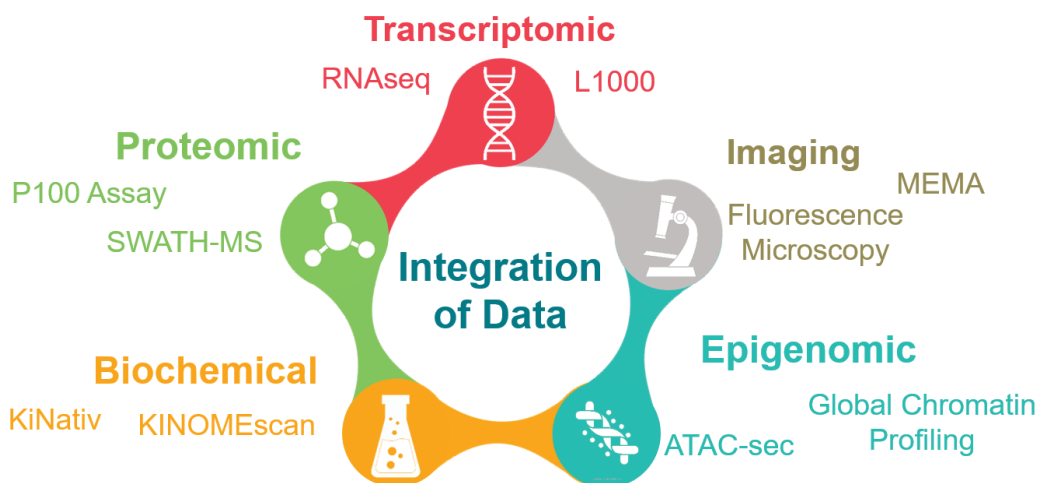 Transcriptomic
RNAseq
L1000
Proteomic
P100 Assay
SWATH-MS
Imaging
MEMA
Fluorescence
Microscopy
Integration
of Data
Biochemical
KiNativ
KINOMEscan
Epigenomic
Global Chromatin
Profiling
ATAC-sec